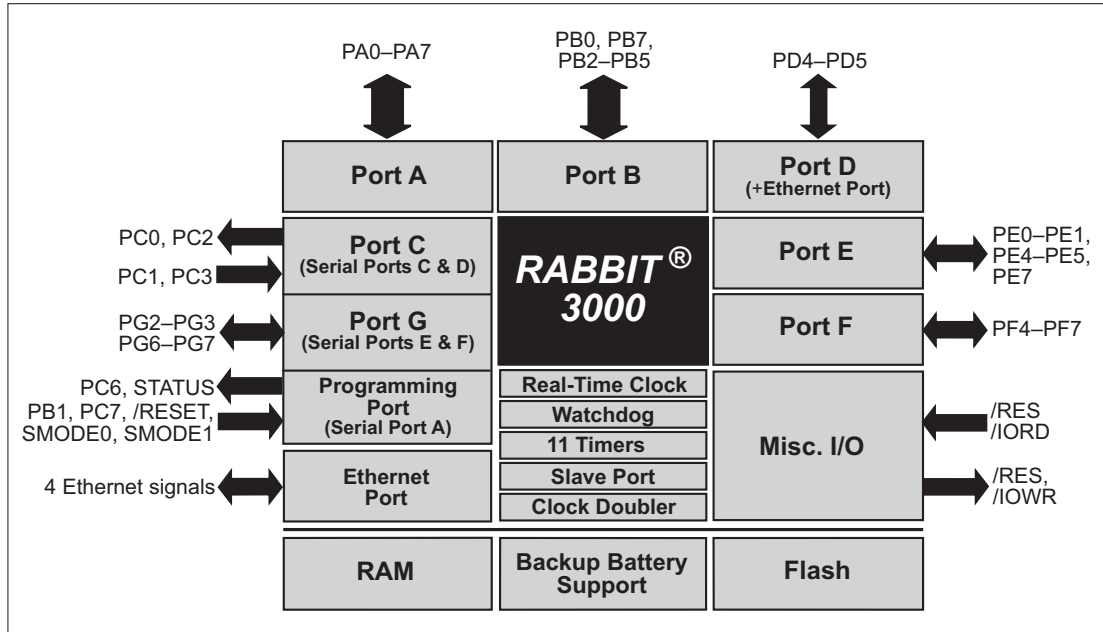 PA0–PA7
PB0, PB7,
PB2–PB5
PD4–PD5
Port A
Port B
Port D
(+Ethernet Port)
PC0, PC2
PC1, PC3
Port C
(Serial Ports C & D)
RABBIT ®
3000
Port E
PE0–PE1,
PE4–PE5,
PE7
PG2–PG3
PG6–PG7
Port G
(Serial Ports E & F)
Port F
PF4–PF7
PC6, STATUS
PB1, PC7, /RESET,
SMODE0, SMODE1
Programming
Port
(Serial Port A)
Real-Time Clock
Watchdog
11 Timers
Slave Port
Clock Doubler
Misc. I/O
/RES
/IORD
/RES,
/IOWR
4 Ethernet signals
Ethernet
Port
RAM
Backup Battery
Support
Flash